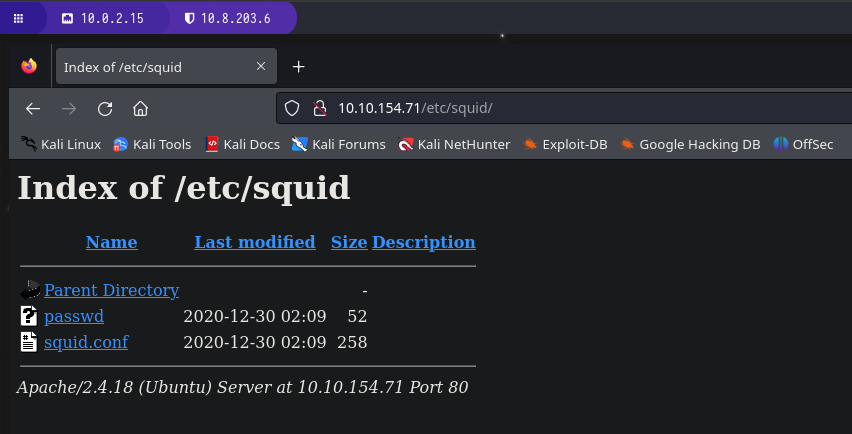 10.0.2.15 10.8.203.6
Index of /etc/squid
10.10.154.71/etc/squid/
Kali Linux Kali Tools Kali Docs Kali Forums Kali NetHunter Exploit-DB Google Hacking DB OffSec
Index of /etc/squid
Name Last modified Size Description
Parent Directory -
passwd 2020-12-30 02:09 52
squid.conf 2020-12-30 02:09 258
Apache/2.4.18 (Ubuntu) Server at 10.10.154.71 Port 80